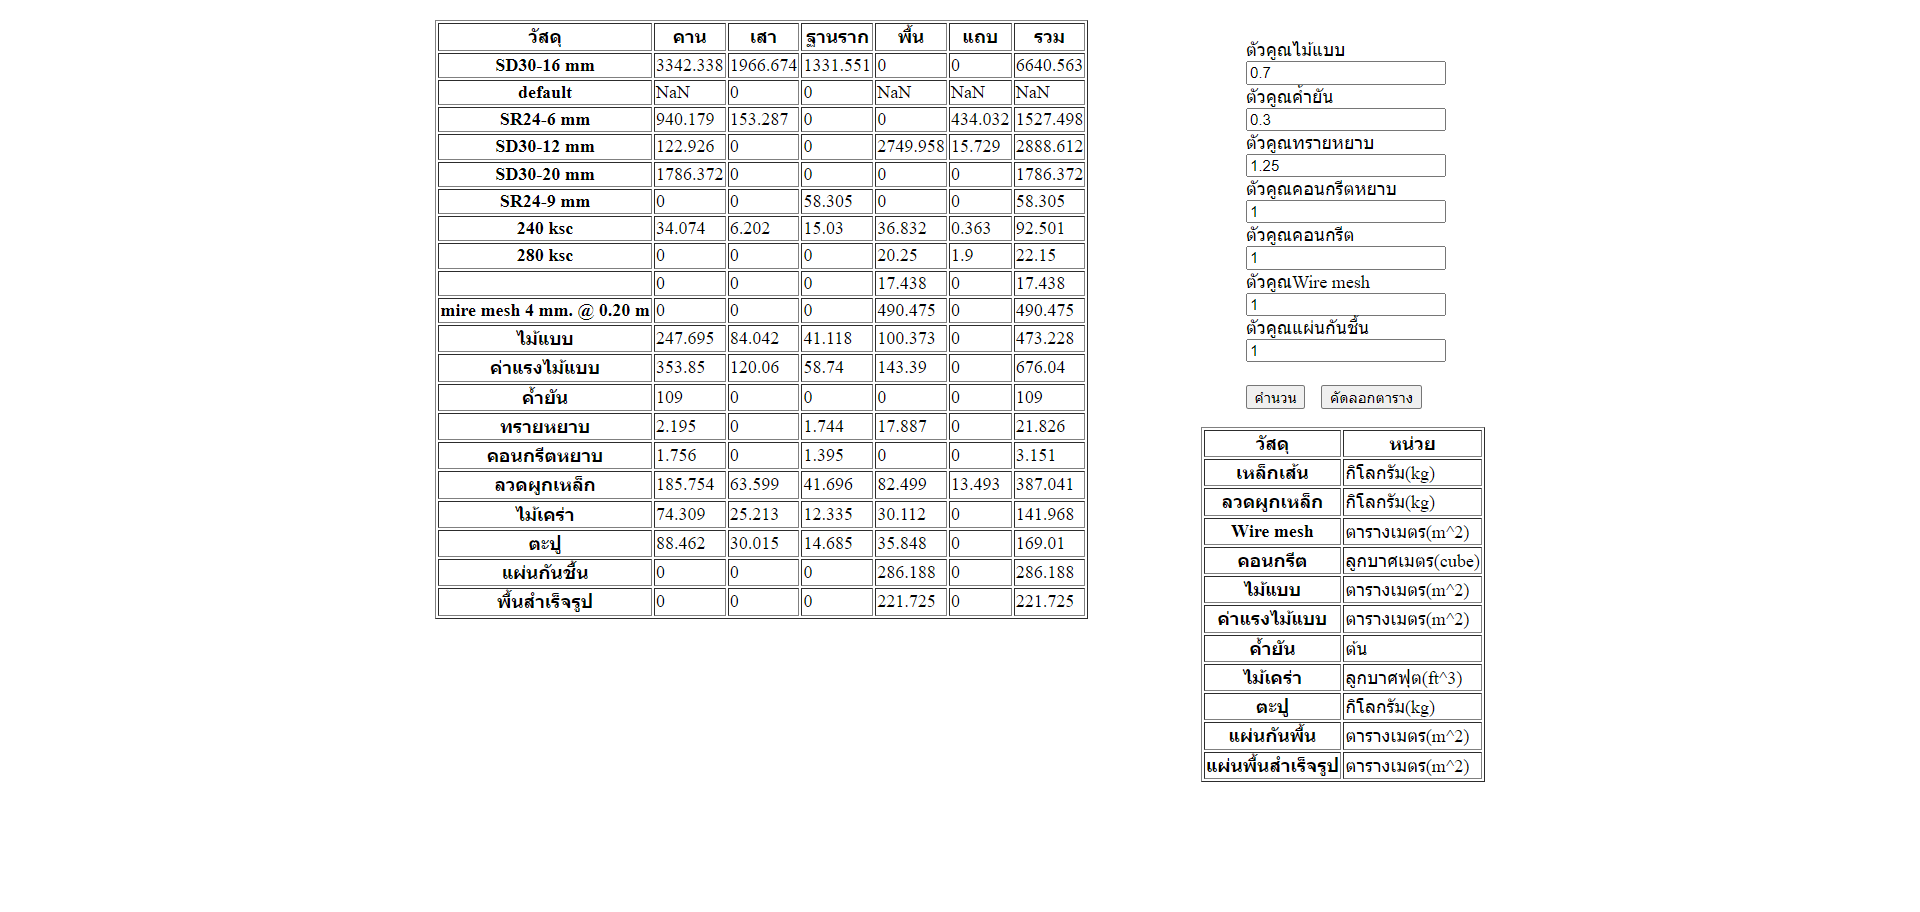 วัสดุ คาน เสา ฐานราก พื้น แถบ รวม
SD30-16 mm 3342.338 1966.674 1331.551 0 0 6640.563
default NaN 0 0 NaN NaN NaN
SR24-6 mm 940.179 153.287 0 0 434.032 1527.498
SD30-12 mm 122.926 0 0 2749.958 15.729 2888.612
SD30-20 mm 1786.372 0 0 0 0 1786.372
SR24-9 mm 0 0 58.305 0 0 58.305
240 ksc 34.074 6.202 15.03 36.832 0.363 92.501
280 ksc 0 0 0 20.25 1.9 22.15
0 0 0 17.438 0 17.438
mire mesh 4 mm. @ 0.20 m 0 0 0 490.475 0 490.475
ไม้แบบ 247.695 84.042 41.118 100.373 0 473.228
ค่าแรงไม้แบบ 353.85 120.06 58.74 143.39 0 676.04
ค้ำยัน 109 0 0 0 0 109
ทรายหยาบ 2.195 0 1.744 17.887 0 21.826
คอนกรีตหยาบ 1.756 0 1.395 0 0 3.151
ลวดผูกเหล็ก 185.754 63.599 41.696 82.499 13.493 387.041
ไม้เคร่า 74.309 25.213 12.335 30.112 0 141.968
ตะปู 88.462 30.015 14.685 35.848 0 169.01
แผ่นกันชื้น 0 0 0 286.188 0 286.188
พื้นสำเร็จรูป 0 0 0 221.725 0 221.725
ตัวคูณไม้แบบ
0.7
ตัวคูณค้ำยัน
0.3
ตัวคูณทรายหยาบ
1.25
ตัวคูณคอนกรีตหยาบ
1
ตัวคูณคอนกรีต
1
ตัวคูณWire mesh
1
ตัวคูณแผ่นกันชื้น
1
คำนวน คัดลอกตาราง
วัสดุ หน่วย
เหล็กเส้น กิโลกรัม(kg)
ลวดผูกเหล็ก กิโลกรัม(kg)
Wire mesh ตารางเมตร(m^2)
คอนกรีต ลูกบาศเมตร(cube)
ไม้แบบ ตารางเมตร(m^2)
ค่าแรงไม้แบบ ตารางเมตร(m^2)
ค้ำยัน ต้น
ไม้เคร่า ลูกบาศฟุต(ft^3)
ตะปู กิโลกรัม(kg)
แผ่นกันพื้น ตารางเมตร(m^2)
แผ่นพื้นสำเร็จรูป ตารางเมตร(m^2)